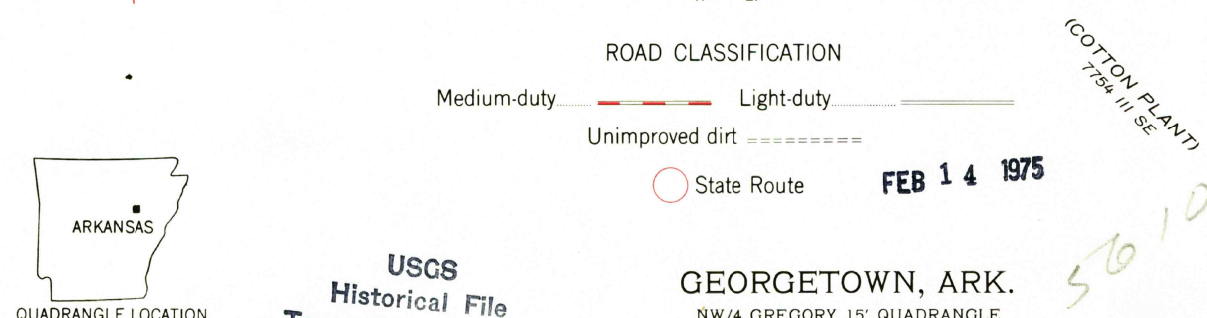 ROAD CLASSIFICATION
Medium-duty Light-duty
Unimproved dirt
State Route
FEB 14 1975
(COTTON PLANT)
7754 III SE
ARKANSAS
QUADRANGLE LOCATION
USGS
Historical File
GEORGETOWN, ARK.
NW/4 GREGORY 15' QUADRANGLE
5610